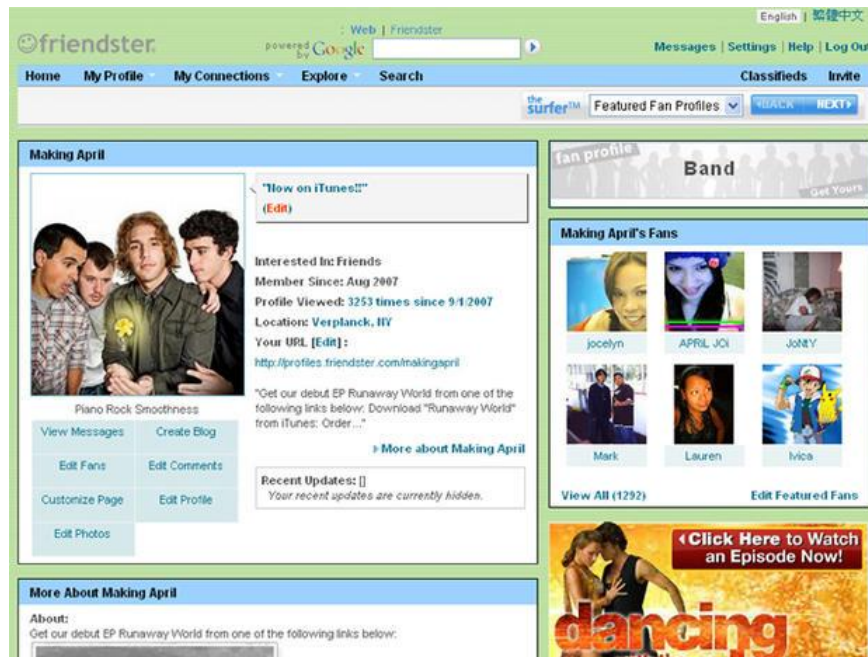 English | 繁體中文
: Web | Friendster
friendster
powered by Google
Messages | Settings | Help | Log Out
Home My Profile My Connections Explore Search Classifieds Invite
the surfer™ Featured Fan Profiles BACK NEXT
Making April
"Now on iTunes!!"
(Edit)
Interested In: Friends
Member Since: Aug 2007
Profile Viewed: 3253 times since 9/1/2007
Location: Verplanck, NY
Your URL [Edit] :
http://profiles.friendster.com/makingapril
"Get our debut EP Runaway World from one of the
following links below: Download "Runaway World"
from iTunes: Order..."
More about Making April
Recent Updates: []
Your recent updates are currently hidden.
Piano Rock Smoothness
View Messages Create Blog
Edit Fans Edit Comments
Customize Page Edit Profile
Edit Photos
More About Making April
About:
Get our debut EP Runaway World from one of the following links below:
fan profile
Band
Get Yours
Making April's Fans
jocelyn APRiL JOi JoNtY
Mark Lauren Ivica
View All (1292) Edit Featured Fans
Click Here to Watch
an Episode Now!
dancing